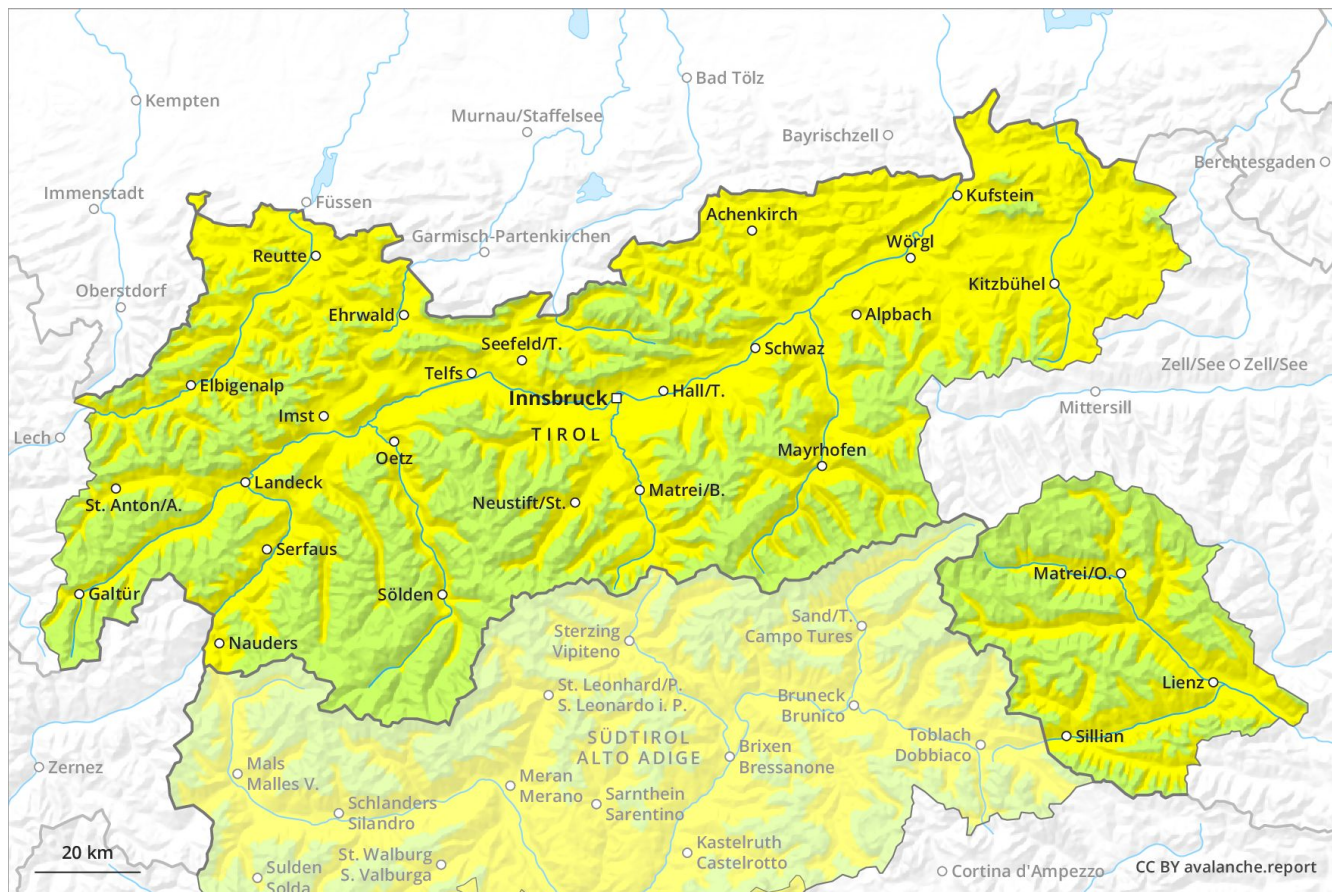 Kempten
Bad Tölz
Murnau/Staffelsee
Bayrischzell
Berchtesgaden
Immenstadt
Füssen
Kufstein
Achenkirch
Garmisch-Partenkirchen
Wörgl
Reutte
Kitzbühel
Oberstdorf
Ehrwald
Alpbach
Seefeld/T.
Schwaz
Zell/See
Zell/See
Telfs
Elbigenalp
Hall/T.
Innsbruck
Mittersill
Imst
Lech
TIROL
Oetz
Mayrhofen
Landeck
Matrei/B.
St. Anton/A.
Neustift/St.
Serfaus
Matrei/O.
Galtür
Sölden
Sand/T.
Campo Tures
Sterzing
Vipiteno
Nauders
Lienz
St. Leonhard/P.
S. Leonardo i. P.
Bruneck
Brunico
SÜDTIROL
ALTO ADIGE
Toblach
Dobbiaco
Sillian
Brixen
Bressanone
Zernez
Mals
Malles V.
Meran
Merano
Sarnthein
Sarentino
Schlanders
Silandro
Kastelruth
Castelrotto
20 km
St. Walburg
S. Valburga
Sulden
Solda
Cortina d'Ampezzo
CC BY avalanche.report